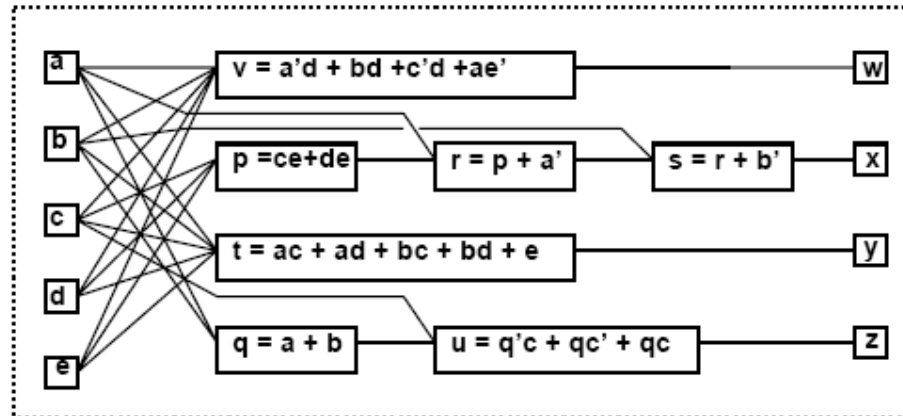 a v = a’d + bd +c’d +ae’ w
b p =ce+de r = p + a’ s = r + b’ x
c t = ac + ad + bc + bd + e y
d
q = a + b u = q’c + qc’ + qc z
e